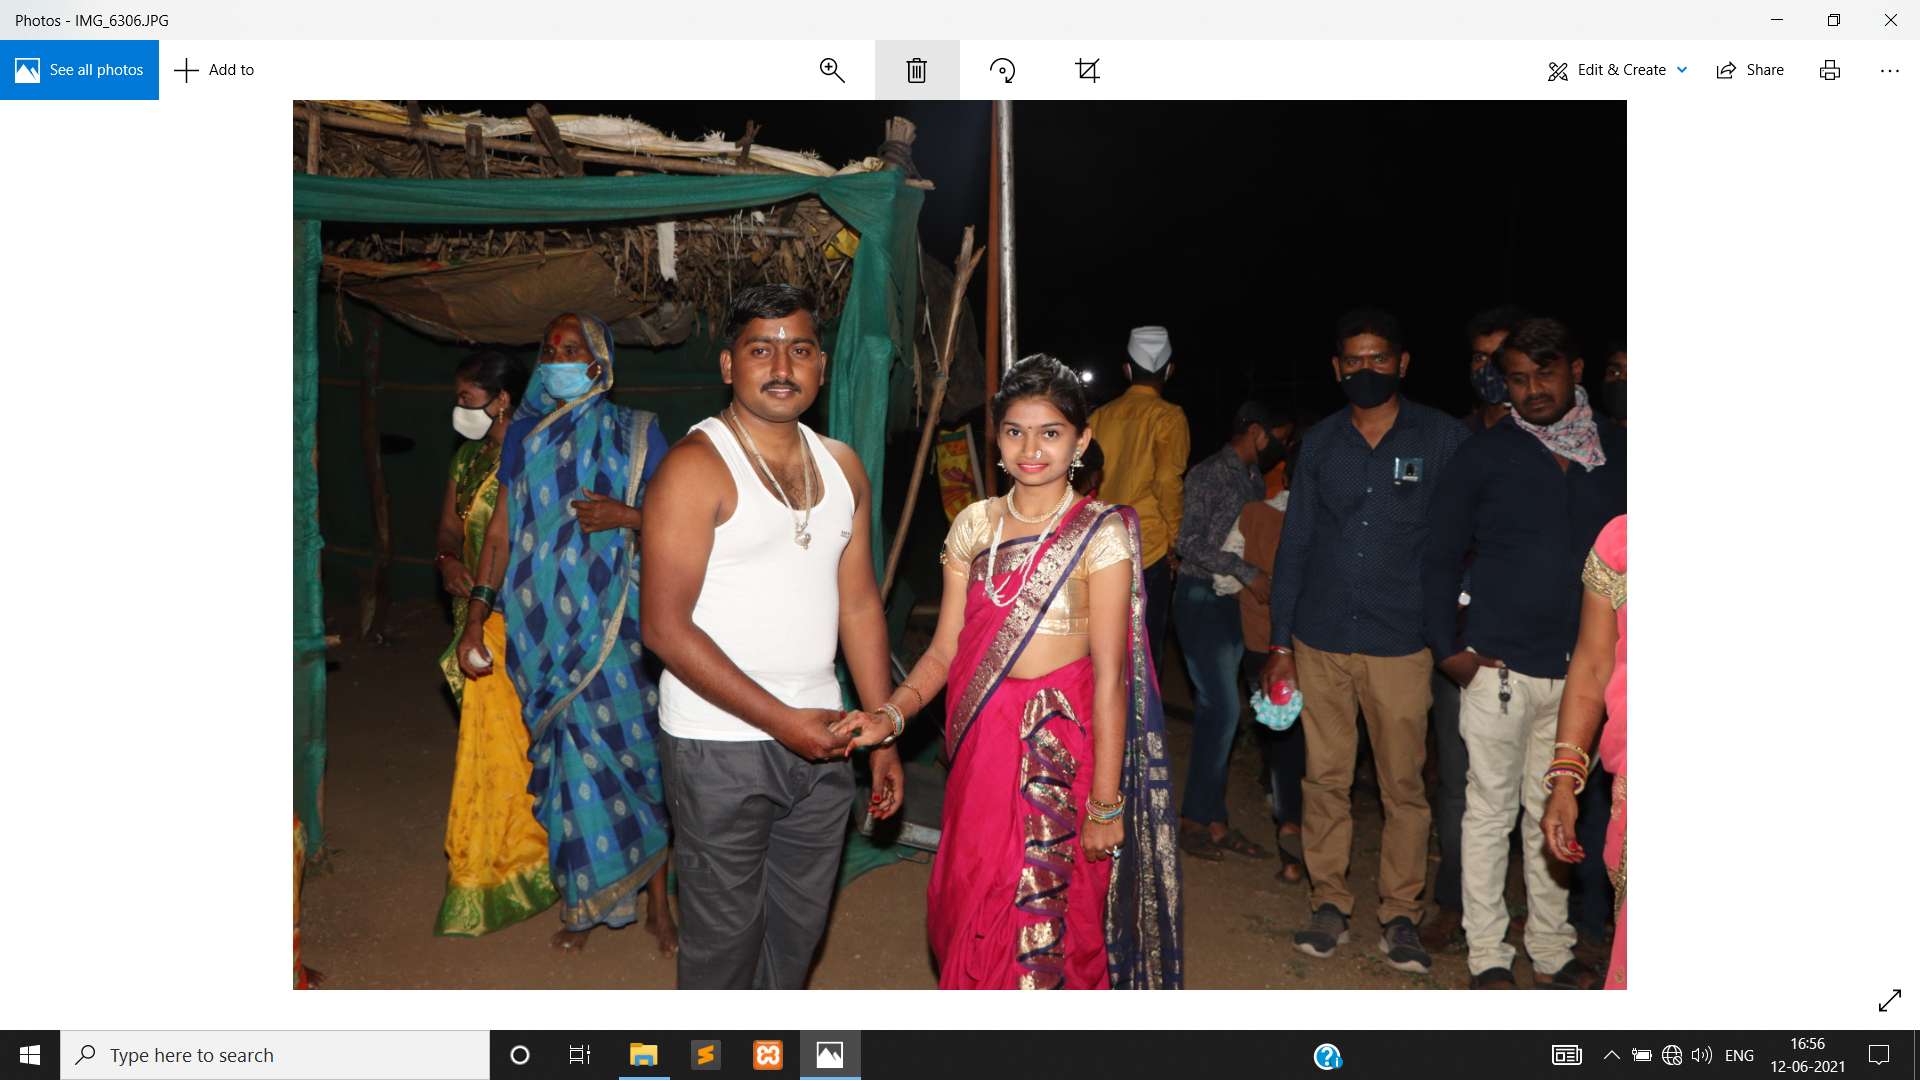 Photos - IMG_6306.JPG
See all photos
Add to
Edit & Create
Share
Type here to search
ENG
16:56
12-06-2021